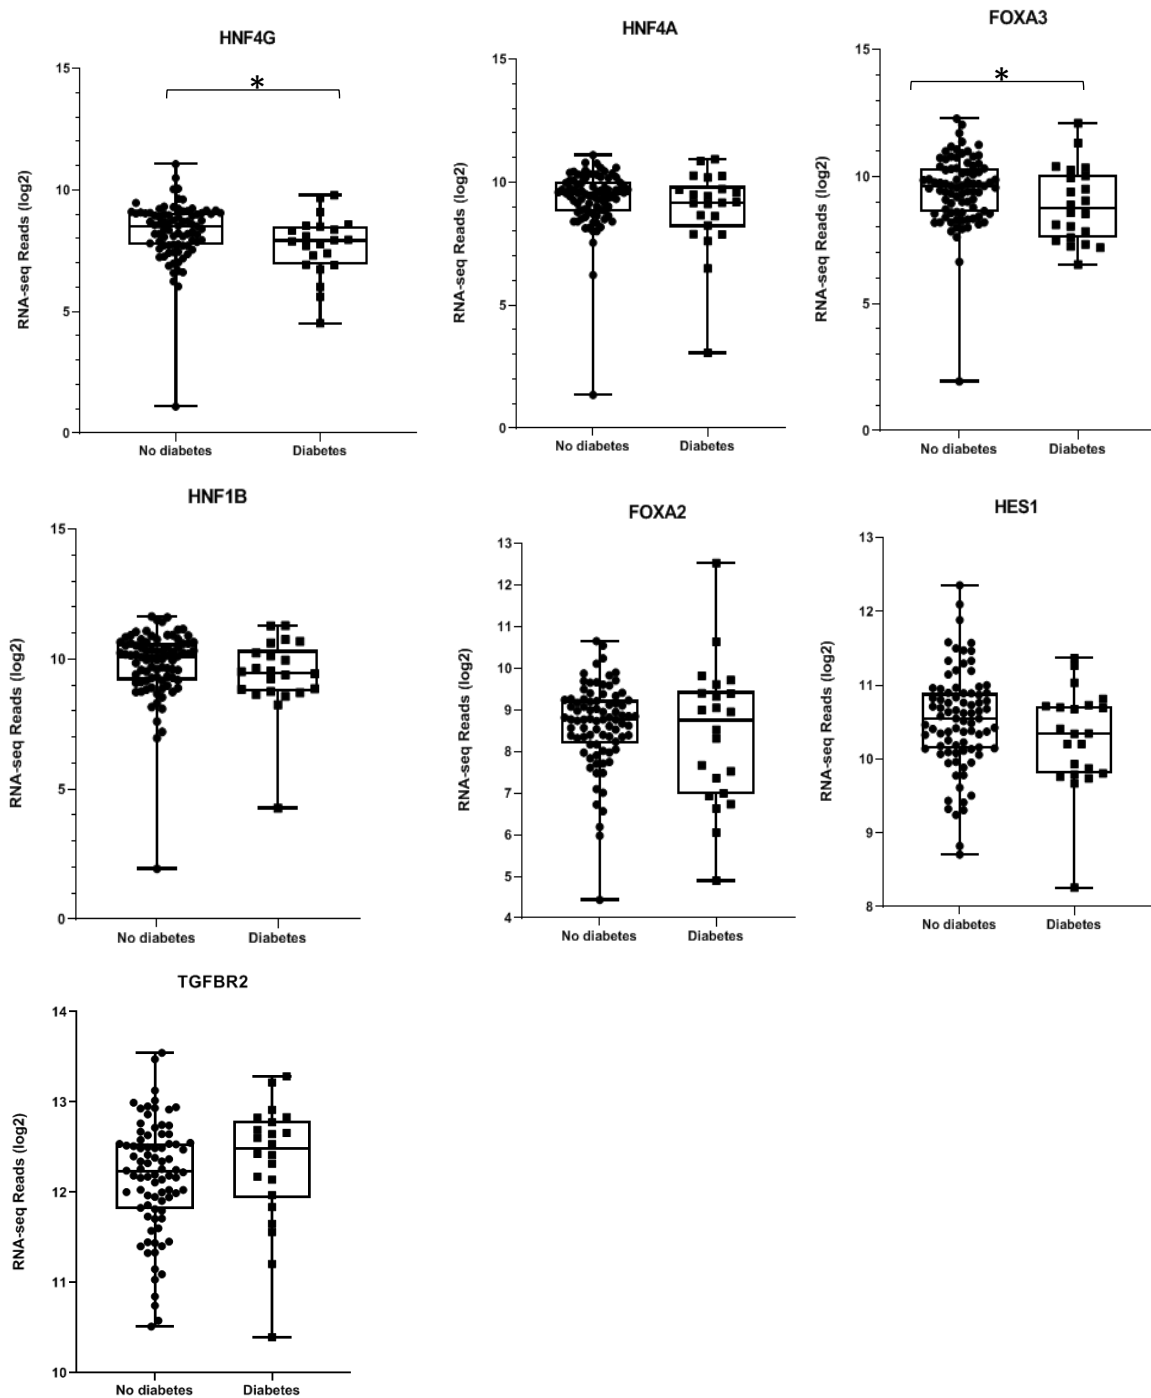 HNF4G
*
15
10
5
0
RNA-seq Reads (log2)
No diabetes
Diabetes
HNF4A
15
10
5
0
RNA-seq Reads (log2)
No diabetes
Diabetes
FOXA3
*
15
10
5
0
RNA-seq Reads (log2)
No diabetes
Diabetes
HNF1B
15
10
5
0
RNA-seq Reads (log2)
No diabetes
Diabetes
FOXA2
13
12
11
10
9
8
7
6
5
4
RNA-seq Reads (log2)
No diabetes
Diabetes
HES1
13
12
11
10
9
8
RNA-seq Reads (log2)
No diabetes
Diabetes
TGFBR2
14
13
12
11
10
RNA-seq Reads (log2)
No diabetes
Diabetes